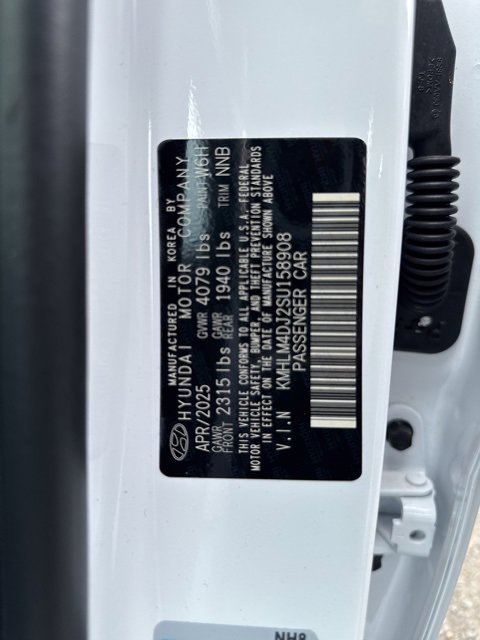 MANUFACTURED IN KOREA BY
HYUNDAI MOTOR COMPANY
PAINT W6H
APR/2025 GVWR 4079 lbs TRIM NNB
GAWR FRONT 2315 lbs GAWR REAR 1940 lbs
THIS VEHICLE CONFORMS TO ALL APPLICABLE U.S.A. FEDERAL
MOTOR VEHICLE SAFETY, BUMPER, AND THEFT PREVENTION STANDARDS
IN EFFECT ON THE DATE OF MANUFACTURE SHOWN ABOVE
V.I.N KMHLM4DJ2SU158908
PASSENGER CAR
NH8